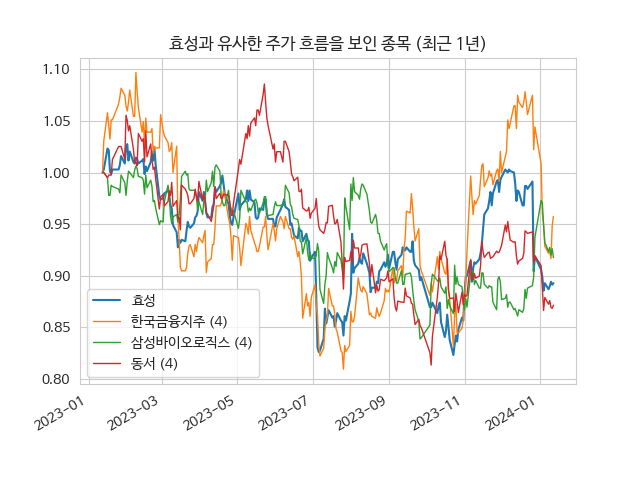 효성과 유사한 주가 흐름을 보인 종목 (최근 1년)
1.10
1.05
1.00
0.95
0.90
0.85
0.80
효성
한국금융지주 (4)
삼성바이오로직스 (4)
동서 (4)
2023-01
2023-03
2023-05
2023-07
2023-09
2023-11
2024-01